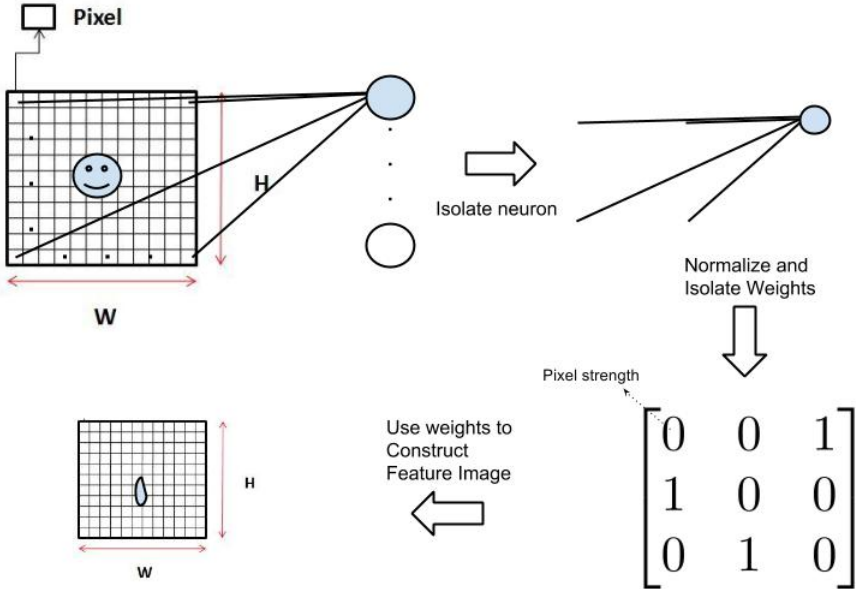 Pixel
H
Isolate neuron
W
Normalize and
Isolate Weights
Pixel strength
0 0 1
1 0 0
0 1 0
Use weights to
Construct
Feature Image
H
W